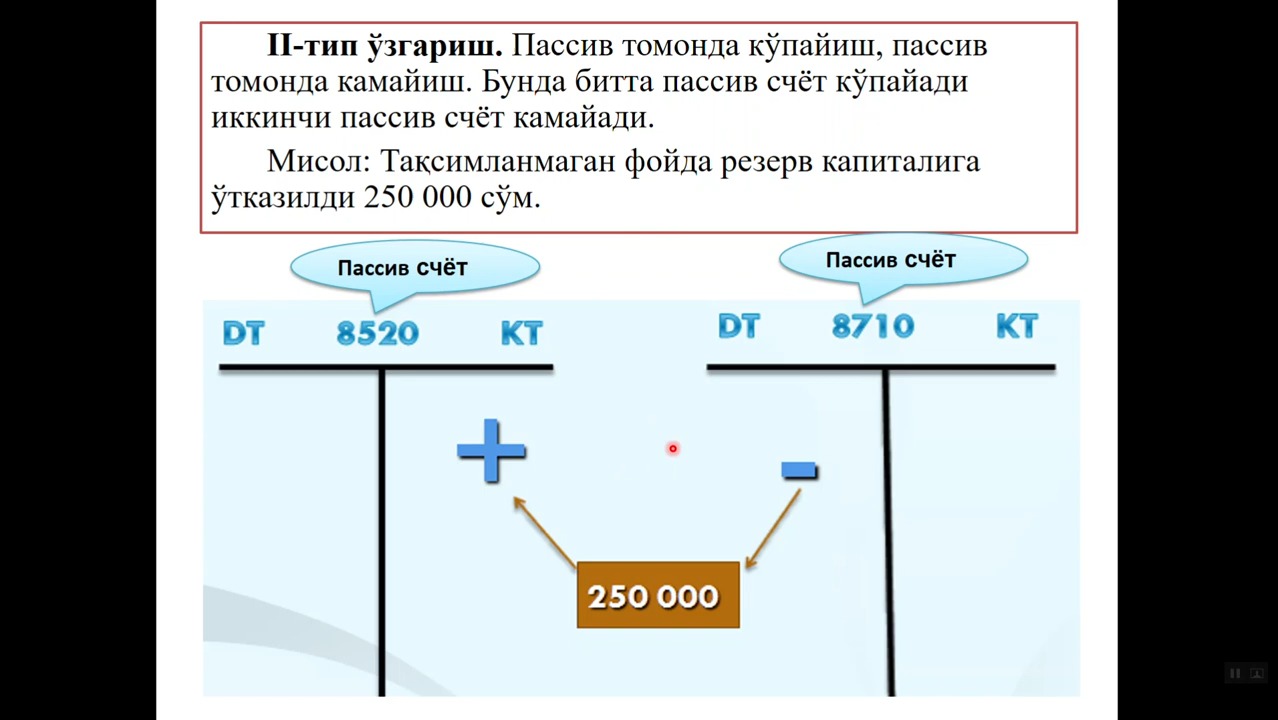 II-тип ўзгариш. Пассив томонда кўпайиш, пассив
томонда камайиш. Бунда битта пассив счёт кўпаяди
иккинчи пассив счёт камайади.
Мисол: Тақсимланмаган фойда резерв капиталига
ўтказилди 250 000 сўм.
Пассив счёт
Пассив счёт
DT 8520 KT
DT 8710 KT
+
-
250 000